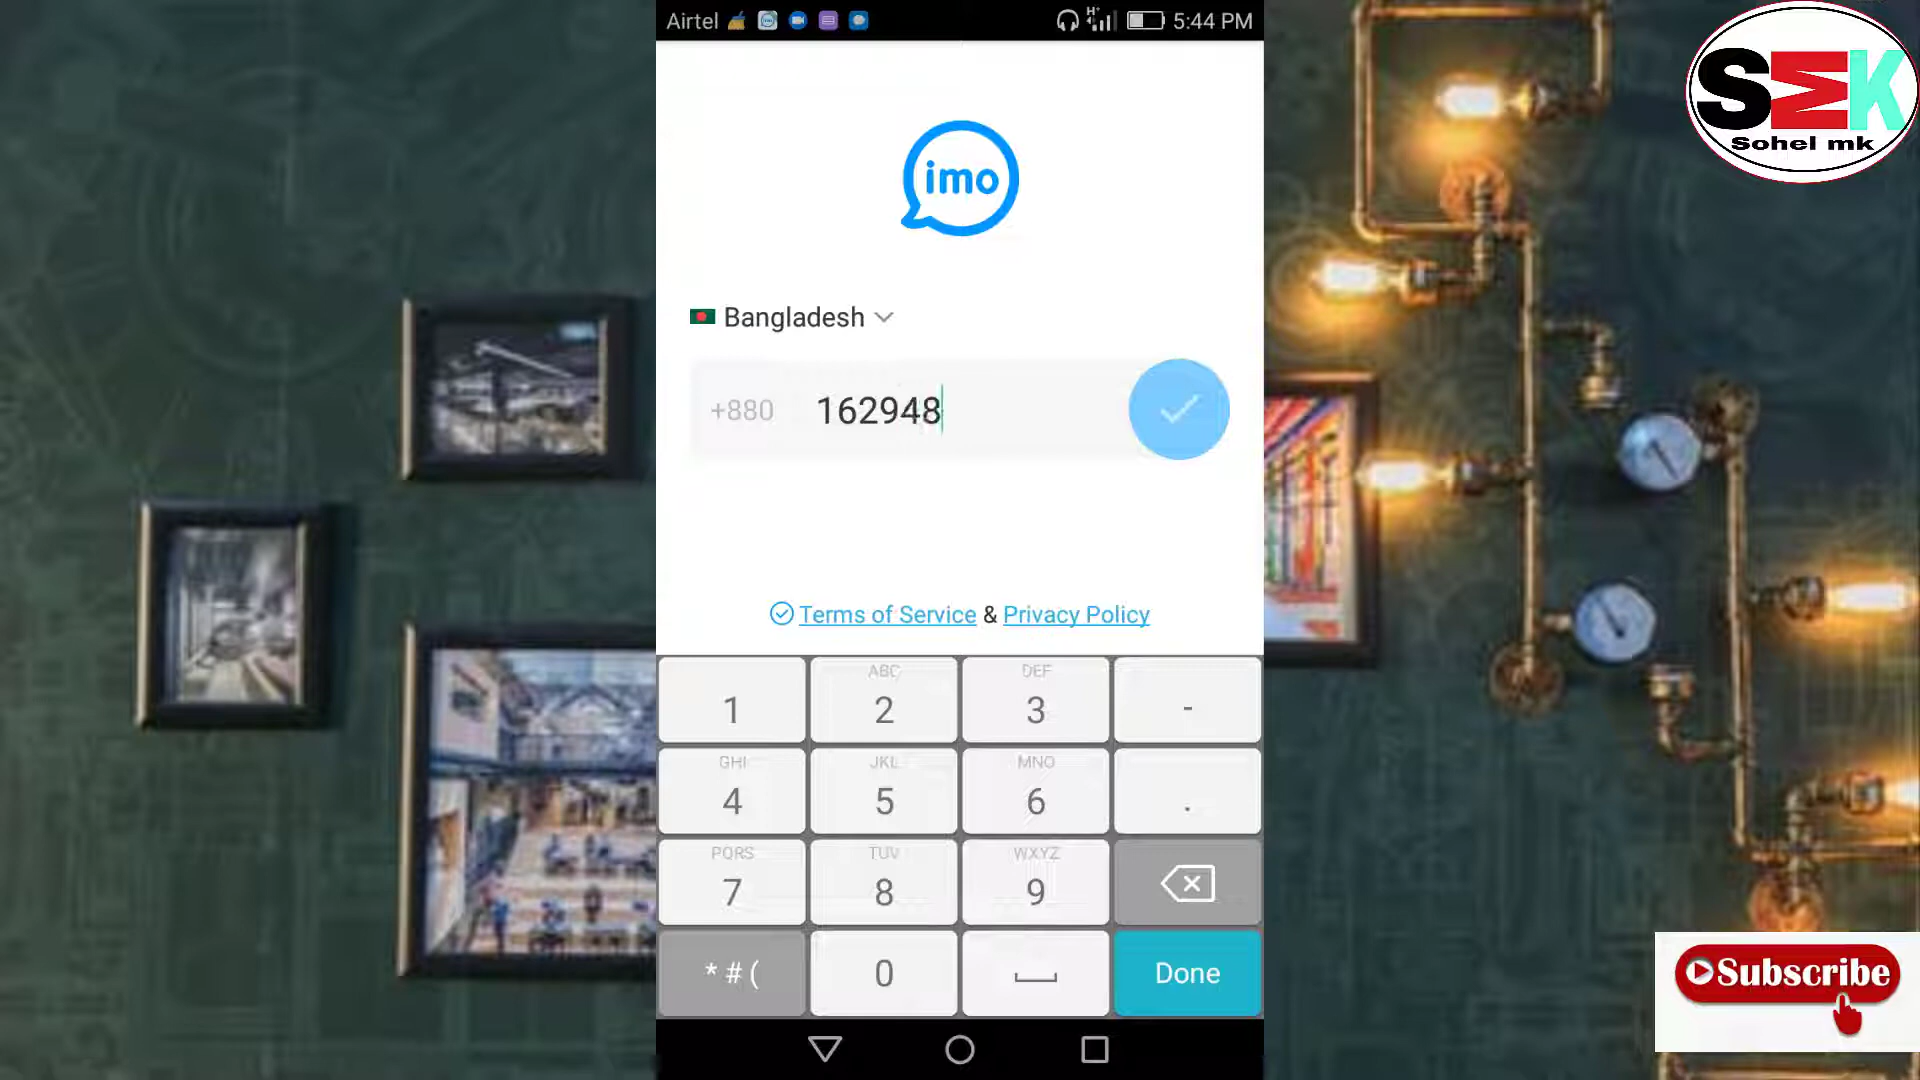 Airtel 5:44 PM
SMK
Sohel mk
imo
Bangladesh
+880 162948
Terms of Service & Privacy Policy
1 ABC 2 DEF 3 -
GHI 4 JKL 5 MNO 6 .
PQRS 7 TUV 8 WXYZ 9
* # ( 0 Done
Subscribe